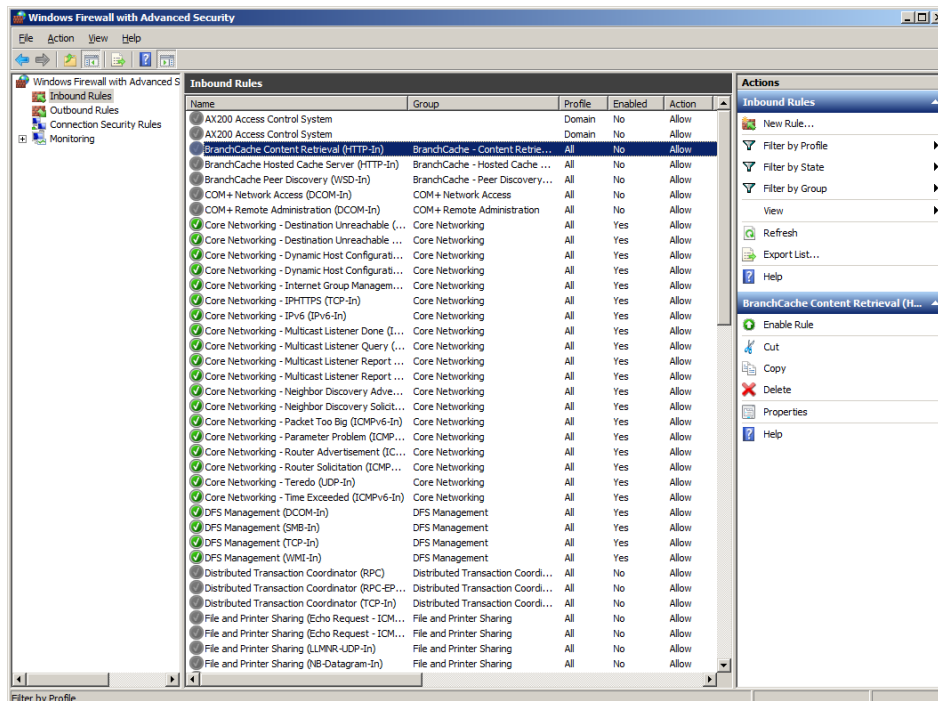 Windows Firewall with Advanced Security
File Action View Help
Windows Firewall with Advanced S
Inbound Rules
Outbound Rules
Connection Security Rules
Monitoring
Inbound Rules
Name Group Profile Enabled Action
AX200 Access Control System Domain No Allow
AX200 Access Control System Domain No Allow
BranchCache Content Retrieval (HTTP-In) BranchCache - Content Retrie... All No Allow
BranchCache Hosted Cache Server (HTTP-In) BranchCache - Hosted Cache ... All No Allow
BranchCache Peer Discovery (WSD-In) BranchCache - Peer Discovery... All No Allow
COM+ Network Access (DCOM-In) COM+ Network Access All No Allow
COM+ Remote Administration (DCOM-In) COM+ Remote Administration All No Allow
Core Networking - Destination Unreachable (... Core Networking All Yes Allow
Core Networking - Destination Unreachable ... Core Networking All Yes Allow
Core Networking - Dynamic Host Configurati... Core Networking All Yes Allow
Core Networking - Dynamic Host Configurati... Core Networking All Yes Allow
Core Networking - Internet Group Managem... Core Networking All Yes Allow
Core Networking - IPHTTPS (TCP-In) Core Networking All Yes Allow
Core Networking - IPv6 (IPv6-In) Core Networking All Yes Allow
Core Networking - Multicast Listener Done (I... Core Networking All Yes Allow
Core Networking - Multicast Listener Query (... Core Networking All Yes Allow
Core Networking - Multicast Listener Report ... Core Networking All Yes Allow
Core Networking - Multicast Listener Report ... Core Networking All Yes Allow
Core Networking - Neighbor Discovery Adve... Core Networking All Yes Allow
Core Networking - Neighbor Discovery Solicit... Core Networking All Yes Allow
Core Networking - Packet Too Big (ICMPv6-In) Core Networking All Yes Allow
Core Networking - Parameter Problem (ICMP... Core Networking All Yes Allow
Core Networking - Router Advertisement (IC... Core Networking All Yes Allow
Core Networking - Router Solicitation (ICMP... Core Networking All Yes Allow
Core Networking - Teredo (UDP-In) Core Networking All Yes Allow
Core Networking - Time Exceeded (ICMPv6-In) Core Networking All Yes Allow
DFS Management (DCOM-In) DFS Management All Yes Allow
DFS Management (SMB-In) DFS Management All Yes Allow
DFS Management (TCP-In) DFS Management All Yes Allow
DFS Management (WMI-In) DFS Management All Yes Allow
Distributed Transaction Coordinator (RPC) Distributed Transaction Coordi... All No Allow
Distributed Transaction Coordinator (RPC-EP... Distributed Transaction Coordi... All No Allow
Distributed Transaction Coordinator (TCP-In) Distributed Transaction Coordi... All No Allow
File and Printer Sharing (Echo Request - ICM... File and Printer Sharing All No Allow
File and Printer Sharing (Echo Request - ICM... File and Printer Sharing All No Allow
File and Printer Sharing (LLMNR-UDP-In) File and Printer Sharing All No Allow
File and Printer Sharing (NB-Datagram-In) File and Printer Sharing All No Allow
Actions
Inbound Rules
New Rule...
Filter by Profile
Filter by State
Filter by Group
View
Refresh
Export List...
Help
BranchCache Content Retrieval (H...
Enable Rule
Cut
Copy
Delete
Properties
Help
Filter by Profile